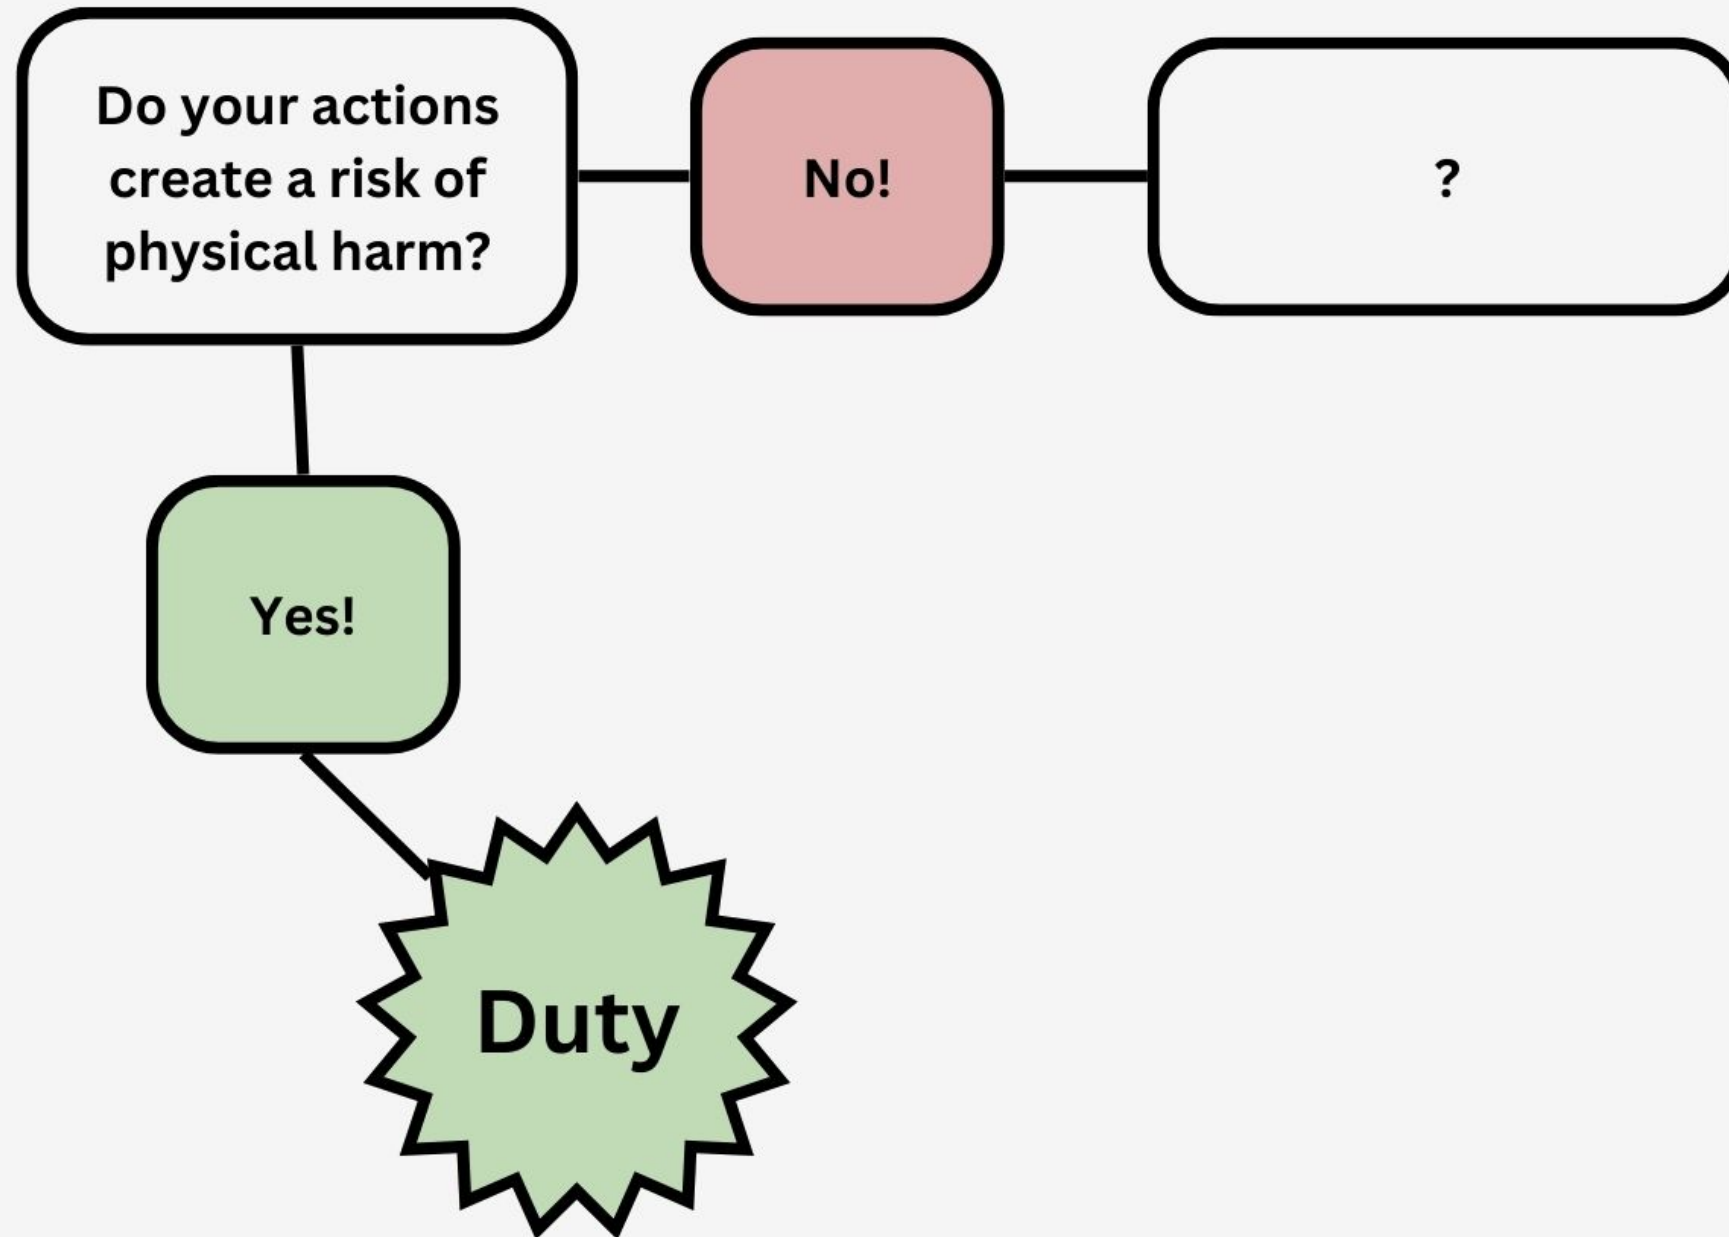 Do your actions
create a risk of
physical harm?
No!
?
Yes!
Duty